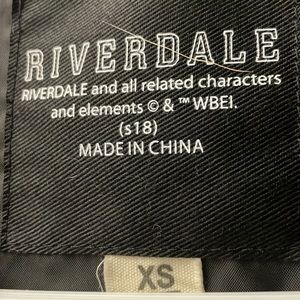 RIVERDALE
RIVERDALE and all related characters
and elements © & ™ WBEI.
(s18)
MADE IN CHINA
XS